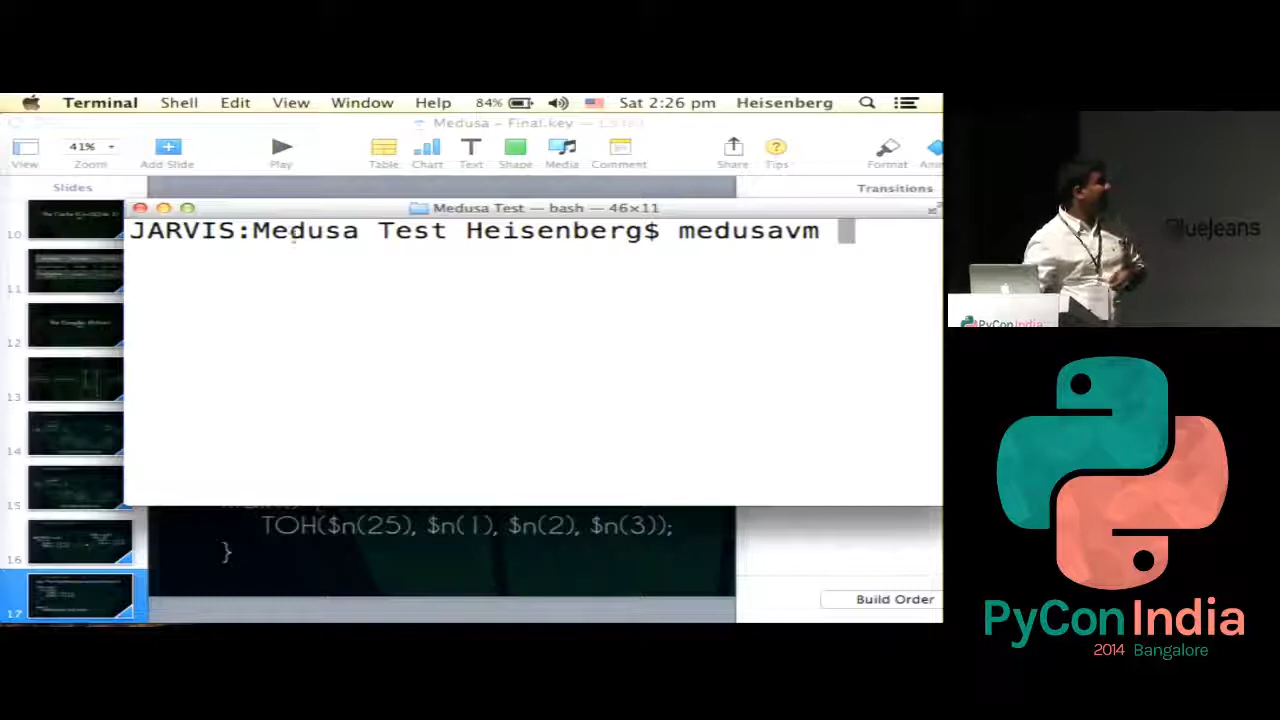 Terminal Shell Edit View Window Help 84% Sat 2:26 pm Heisenberg
Medusa – Final.key
View 41% Zoom Add Slide Play Table Chart Text Shape Media Comment Share Tips Format
Slides Transitions
Medusa Test — bash — 46×11
JARVIS:Medusa Test Heisenberg$ medusavm
10
11
12
13
14
15
16
17
TOH($n(25), $n(1), $n(2), $n(3));
}
Build Order
BlueJeans
PyConIndia
PyCon India
2014 Bangalore